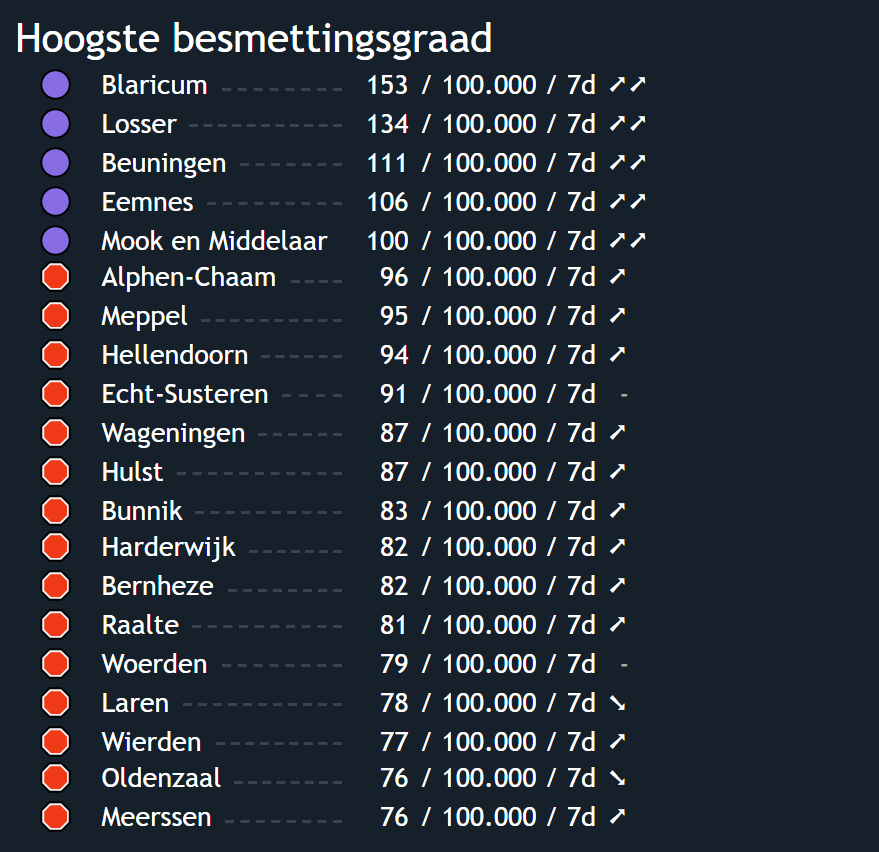 Hoogste besmettingsgraad
Blaricum 153 / 100.000 / 7d ➚➚
Losser 134 / 100.000 / 7d ➚➚
Beuningen 111 / 100.000 / 7d ➚➚
Eemnes 106 / 100.000 / 7d ➚➚
Mook en Middelaar 100 / 100.000 / 7d ➚➚
Alphen-Chaam 96 / 100.000 / 7d ➚
Meppel 95 / 100.000 / 7d ➚
Hellendoorn 94 / 100.000 / 7d ➚
Echt-Susteren 91 / 100.000 / 7d -
Wageningen 87 / 100.000 / 7d ➚
Hulst 87 / 100.000 / 7d ➚
Bunnik 83 / 100.000 / 7d ➚
Harderwijk 82 / 100.000 / 7d ➚
Bernheze 82 / 100.000 / 7d ➚
Raalte 81 / 100.000 / 7d ➚
Woerden 79 / 100.000 / 7d -
Laren 78 / 100.000 / 7d ➘
Wierden 77 / 100.000 / 7d ➚
Oldenzaal 76 / 100.000 / 7d ➘
Meerssen 76 / 100.000 / 7d ➚